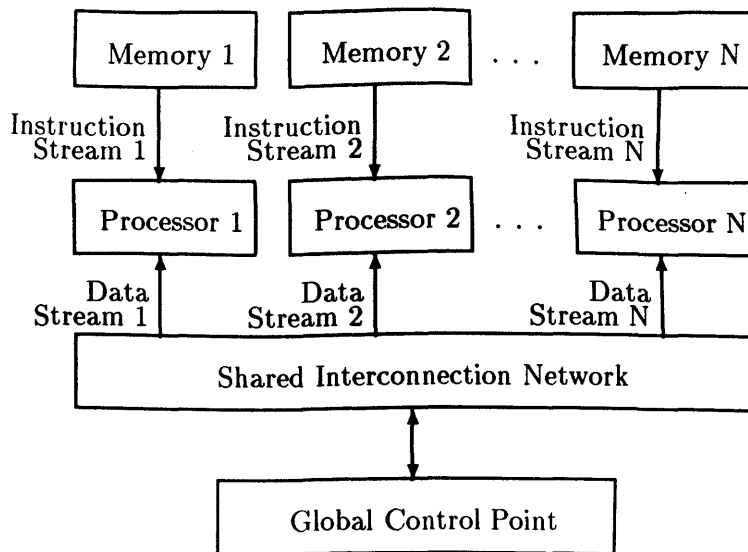 Memory 1
Memory 2
. . .
Memory N
Instruction
Stream 1
Instruction
Stream 2
Instruction
Stream N
Processor 1
Processor 2
. . .
Processor N
Data
Stream 1
Data
Stream 2
Data
Stream N
Shared Interconnection Network
Global Control Point